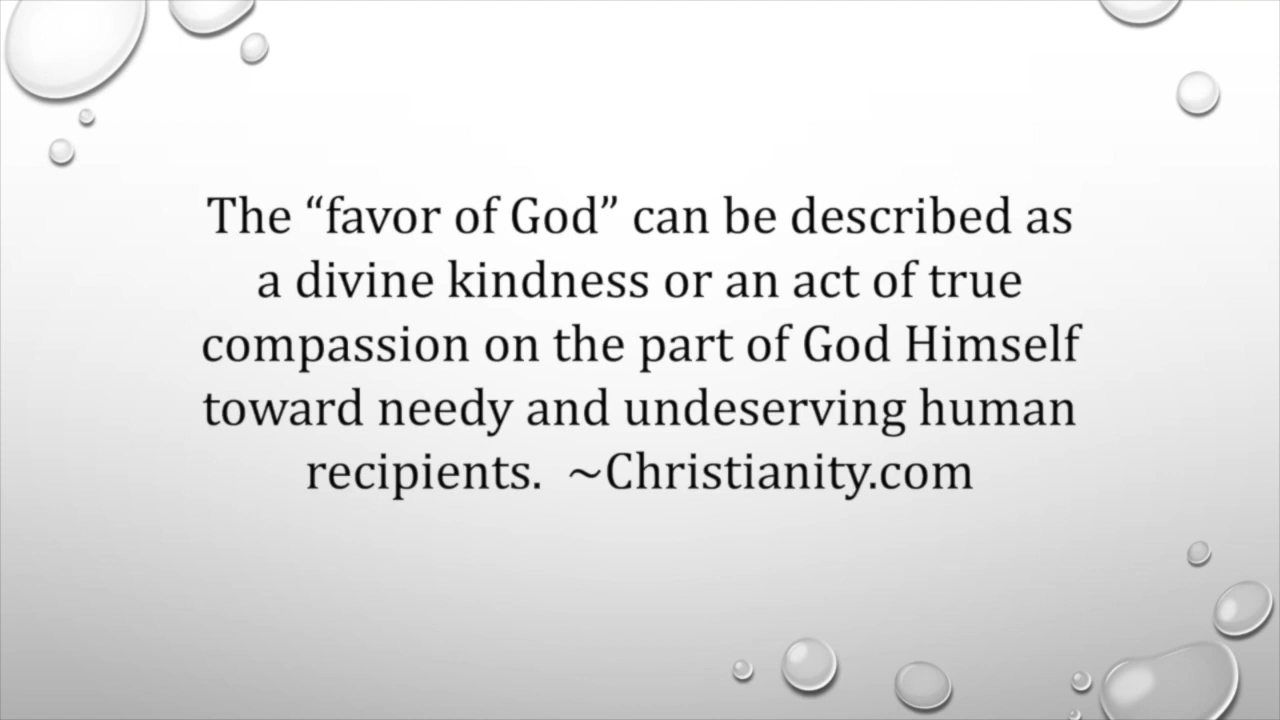 The “favor of God” can be described as
a divine kindness or an act of true
compassion on the part of God Himself
toward needy and undeserving human
recipients.  ~Christianity.com